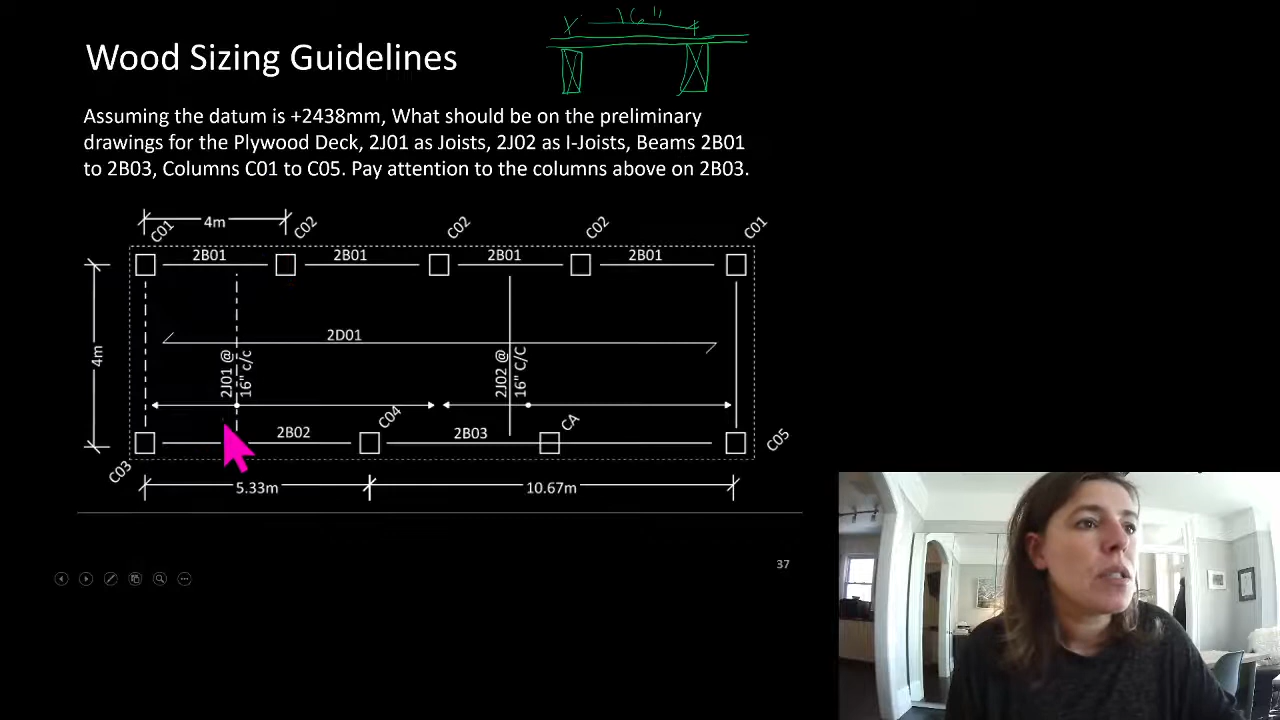 16"
Wood Sizing Guidelines
Assuming the datum is +2438mm, What should be on the preliminary
drawings for the Plywood Deck, 2J01 as Joists, 2J02 as I-Joists, Beams 2B01
to 2B03, Columns C01 to C05. Pay attention to the columns above on 2B03.
4m
C01
C02
C02
C02
C01
2B01
2B01
2B01
2B01
2D01
4m
2J01 @
16" c/c
2J02 @
16" C/C
C04
CA
2B02
2B03
C03
C05
5.33m
10.67m
37